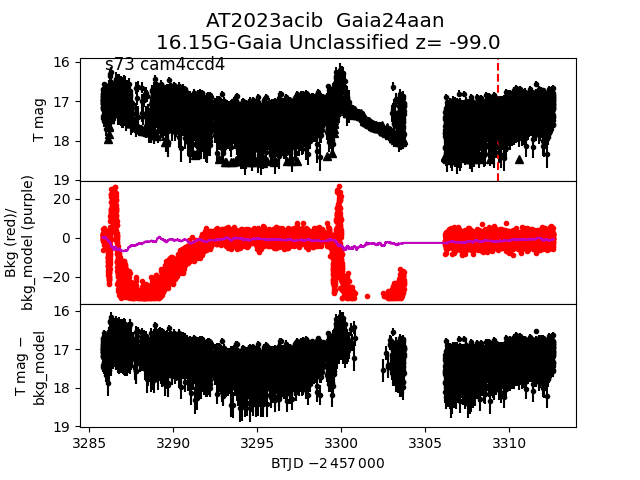 AT2023acib  Gaia24aan
16.15G-Gaia Unclassified z= -99.0
s73 cam4ccd4
16
17
18
19
T mag
20
0
−20
Bkg (red)/
bkg_model (purple)
16
17
18
19
T mag −
bkg_model
3285
3290
3295
3300
3305
3310
BTJD −2 457 000